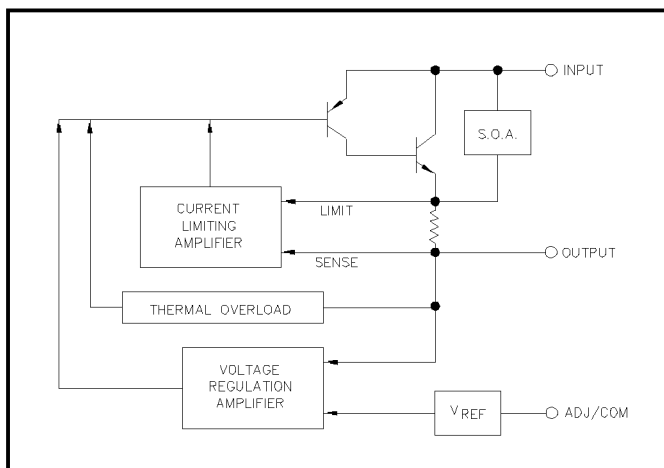 INPUT
S.O.A.
CURRENT
LIMITING
AMPLIFIER
LIMIT
SENSE
OUTPUT
THERMAL OVERLOAD
VOLTAGE
REGULATION
AMPLIFIER
VREF
ADJ/COM